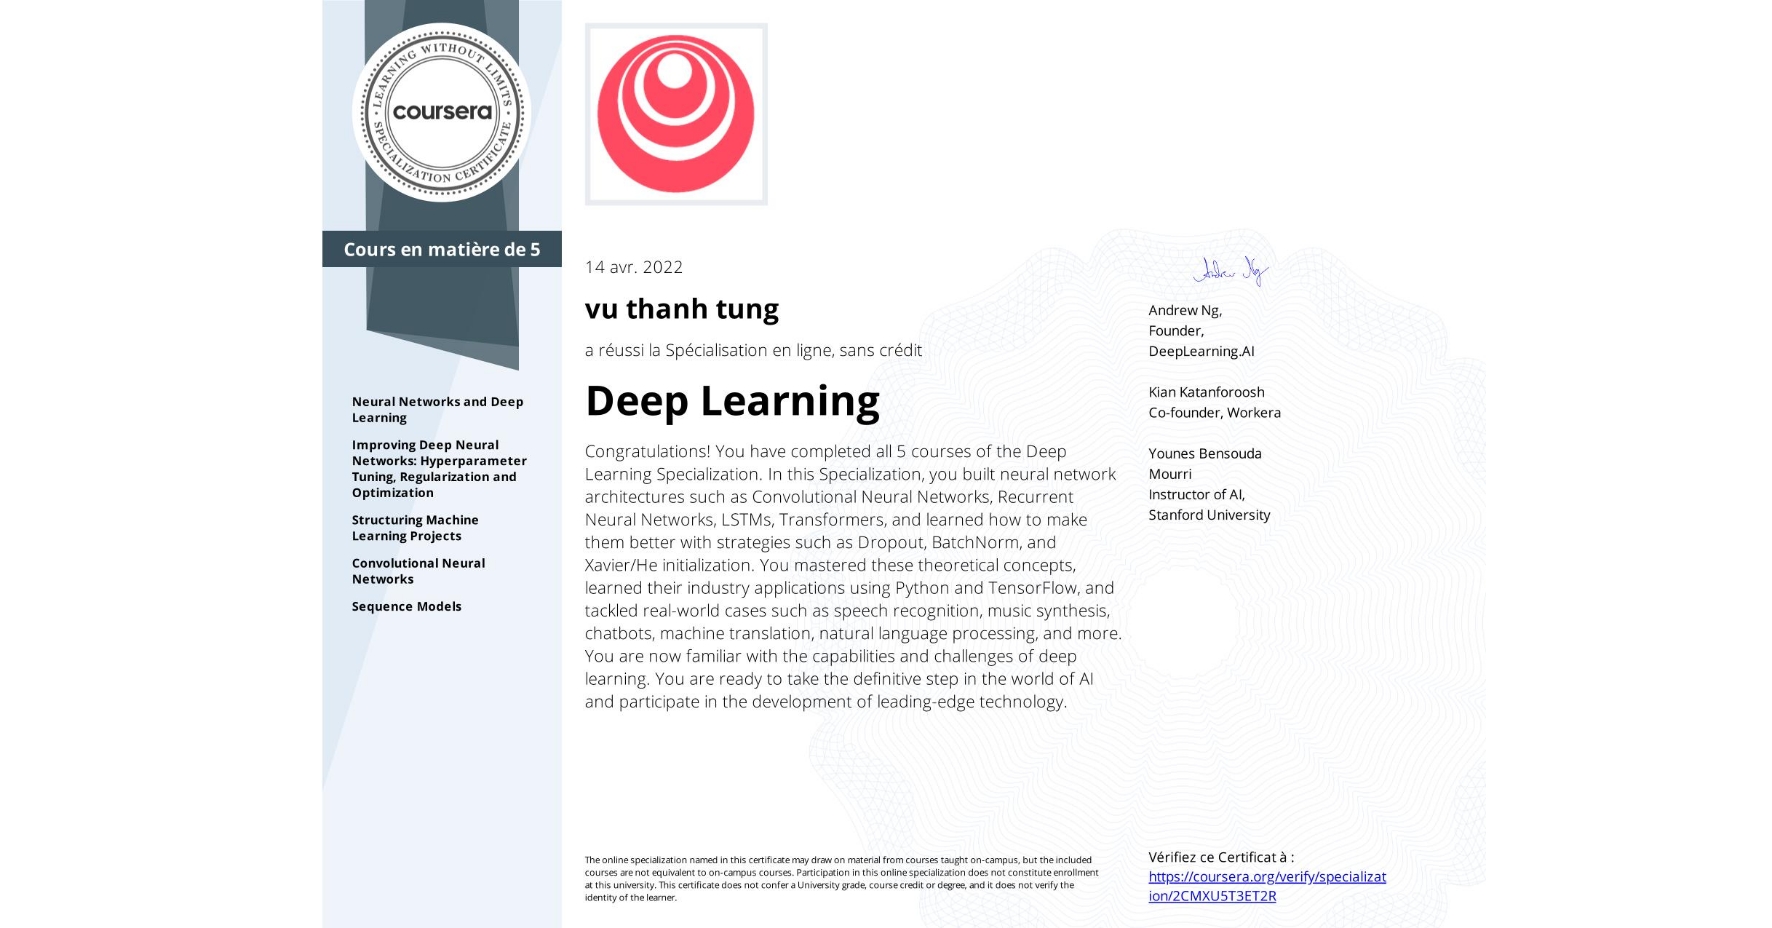 LEARNING WITHOUT LIMITS
coursera
SPECIALIZATION CERTIFICATE
Cours en matière de 5
Neural Networks and Deep
Learning
Improving Deep Neural
Networks: Hyperparameter
Tuning, Regularization and
Optimization
Structuring Machine
Learning Projects
Convolutional Neural
Networks
Sequence Models
14 avr. 2022
vu thanh tung
a réussi la Spécialisation en ligne, sans crédit
Deep Learning
Congratulations! You have completed all 5 courses of the Deep
Learning Specialization. In this Specialization, you built neural network
architectures such as Convolutional Neural Networks, Recurrent
Neural Networks, LSTMs, Transformers, and learned how to make
them better with strategies such as Dropout, BatchNorm, and
Xavier/He initialization. You mastered these theoretical concepts,
learned their industry applications using Python and TensorFlow, and
tackled real-world cases such as speech recognition, music synthesis,
chatbots, machine translation, natural language processing, and more.
You are now familiar with the capabilities and challenges of deep
learning. You are ready to take the definitive step in the world of AI
and participate in the development of leading-edge technology.
Andrew Ng
Andrew Ng,
Founder,
DeepLearning.AI
Kian Katanforoosh
Co-founder, Workera
Younes Bensouda
Mourri
Instructor of AI,
Stanford University
The online specialization named in this certificate may draw on material from courses taught on-campus, but the included
courses are not equivalent to on-campus courses. Participation in this online specialization does not constitute enrollment
at this university. This certificate does not confer a University grade, course credit or degree, and it does not verify the
identity of the learner.
Vérifiez ce Certificat à :
https://coursera.org/verify/specializat
ion/2CMXU5T3ET2R